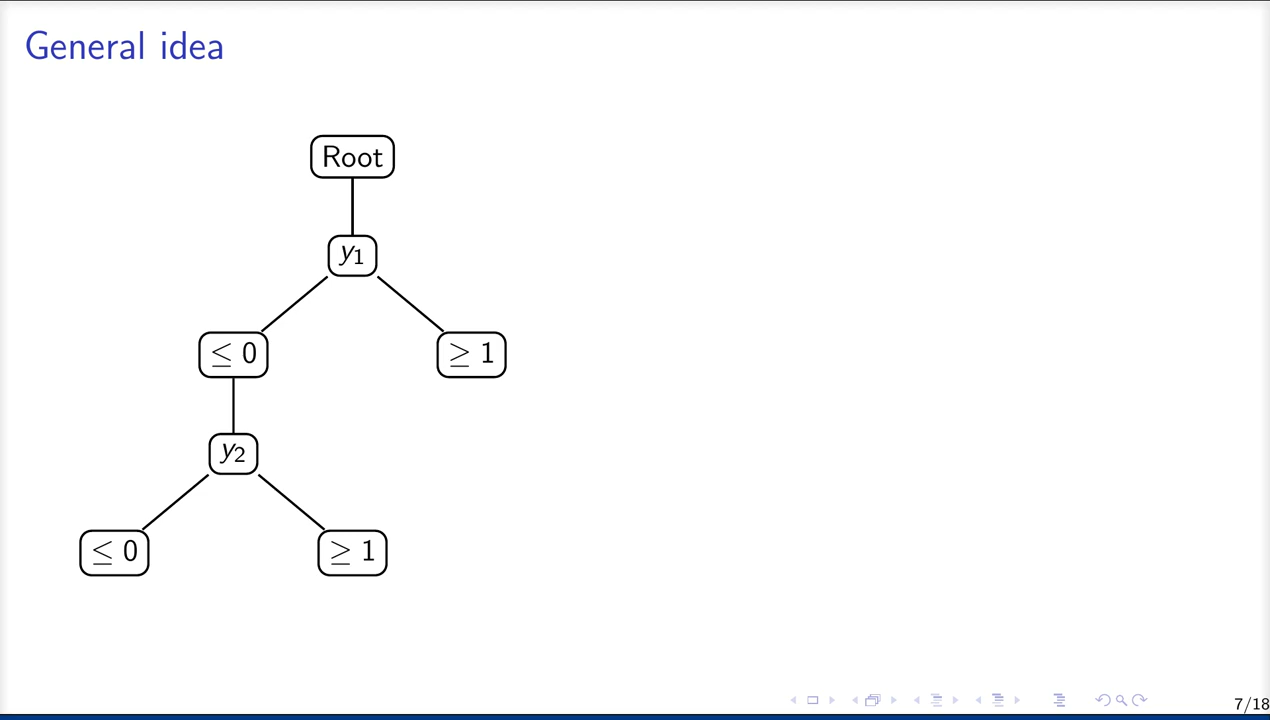 General idea
Root
y1
≤ 0
≥ 1
y2
≤ 0
≥ 1
7/18